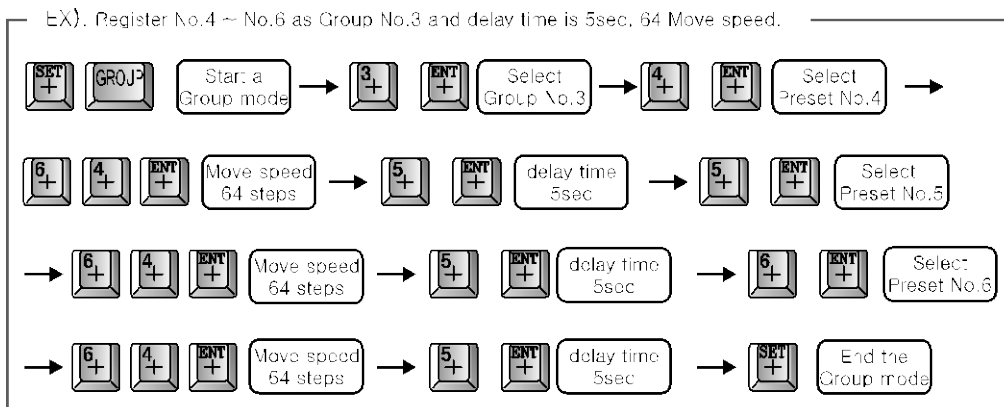 EX). Register No.4 ~ No.6 as Group No.3 and delay time is 5sec, 64 Move speed.
SET + GROUP Start a 3 + ENT + Select 4 + ENT + Select
Group mode Group No.3 Preset No.4
6 + 4 + ENT + Move speed 5 + ENT + delay time 5 + ENT + Select
64 steps 5sec Preset No.5
6 + 4 + ENT + Move speed 5 + ENT + delay time 6 + ENT + Select
64 steps 5sec Preset No.6
6 + 4 + ENT + Move speed 5 + ENT + delay time SET + End the
64 steps 5sec Group mode